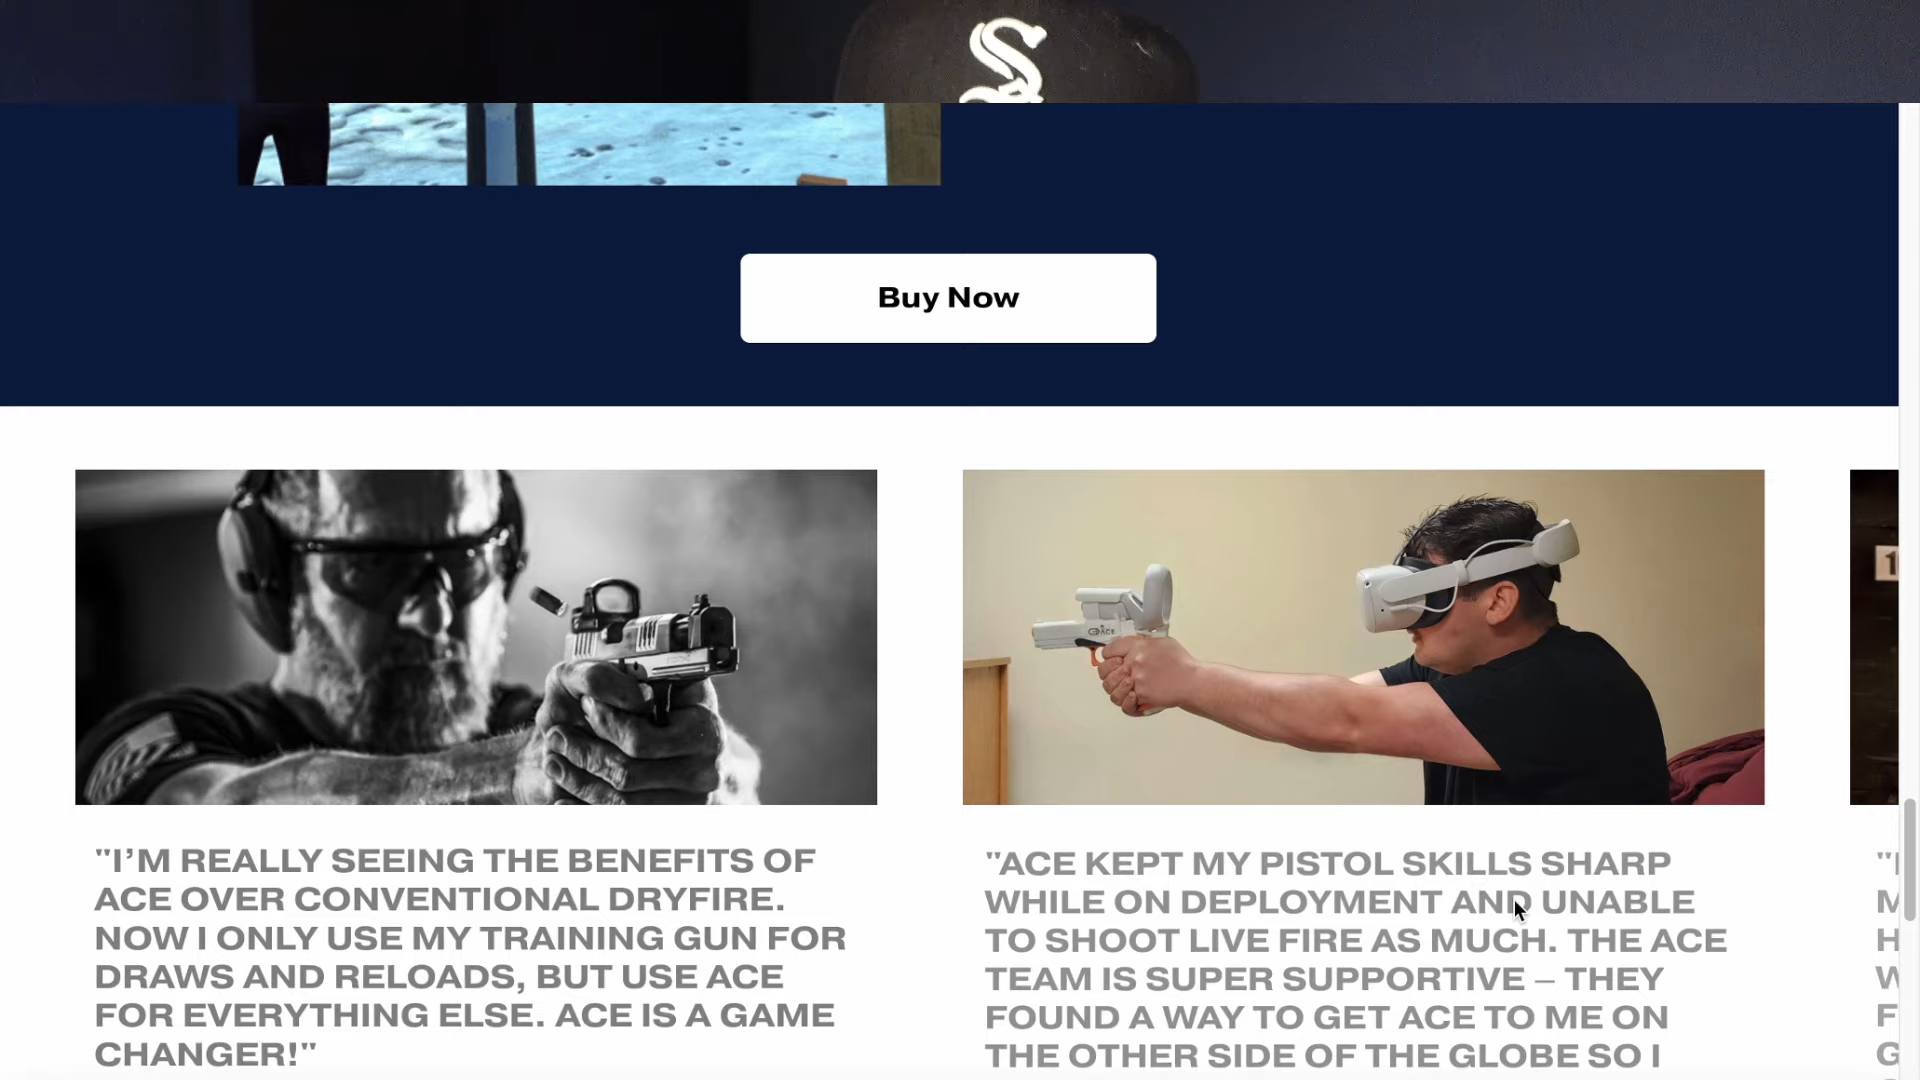 S
Buy Now
ACE
1
"I’M REALLY SEEING THE BENEFITS OF
ACE OVER CONVENTIONAL DRYFIRE.
NOW I ONLY USE MY TRAINING GUN FOR
DRAWS AND RELOADS, BUT USE ACE
FOR EVERYTHING ELSE. ACE IS A GAME
CHANGER!"
"ACE KEPT MY PISTOL SKILLS SHARP
WHILE ON DEPLOYMENT AND UNABLE
TO SHOOT LIVE FIRE AS MUCH. THE ACE
TEAM IS SUPER SUPPORTIVE – THEY
FOUND A WAY TO GET ACE TO ME ON
THE OTHER SIDE OF THE GLOBE SO I